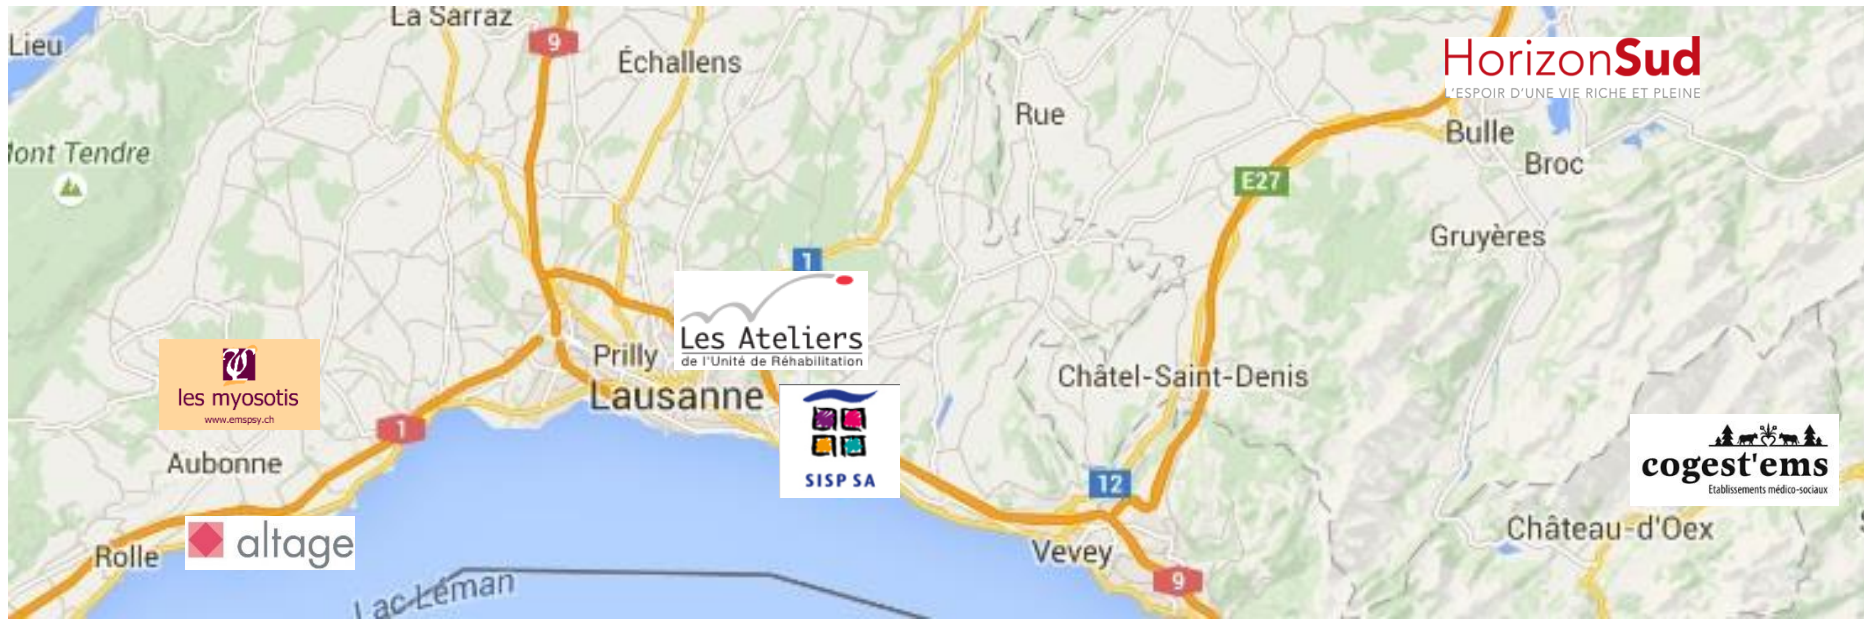 La Sarraz
Lieu
9
Échallens
HorizonSud
L'ESPOIR D'UNE VIE RICHE ET PLEINE
Rue
Bulle
Broc
ont Tendre
E27
Gruyères
1
Les Ateliers
de l'Unité de Réhabilitation
Prilly
Lausanne
Châtel-Saint-Denis
les myosotis
www.emspsy.ch
1
Aubonne
SISP SA
12
cogest'ems
Etablissements médico-sociaux
altage
Rolle
Château-d'Oex
Vevey
9
Lac Léman